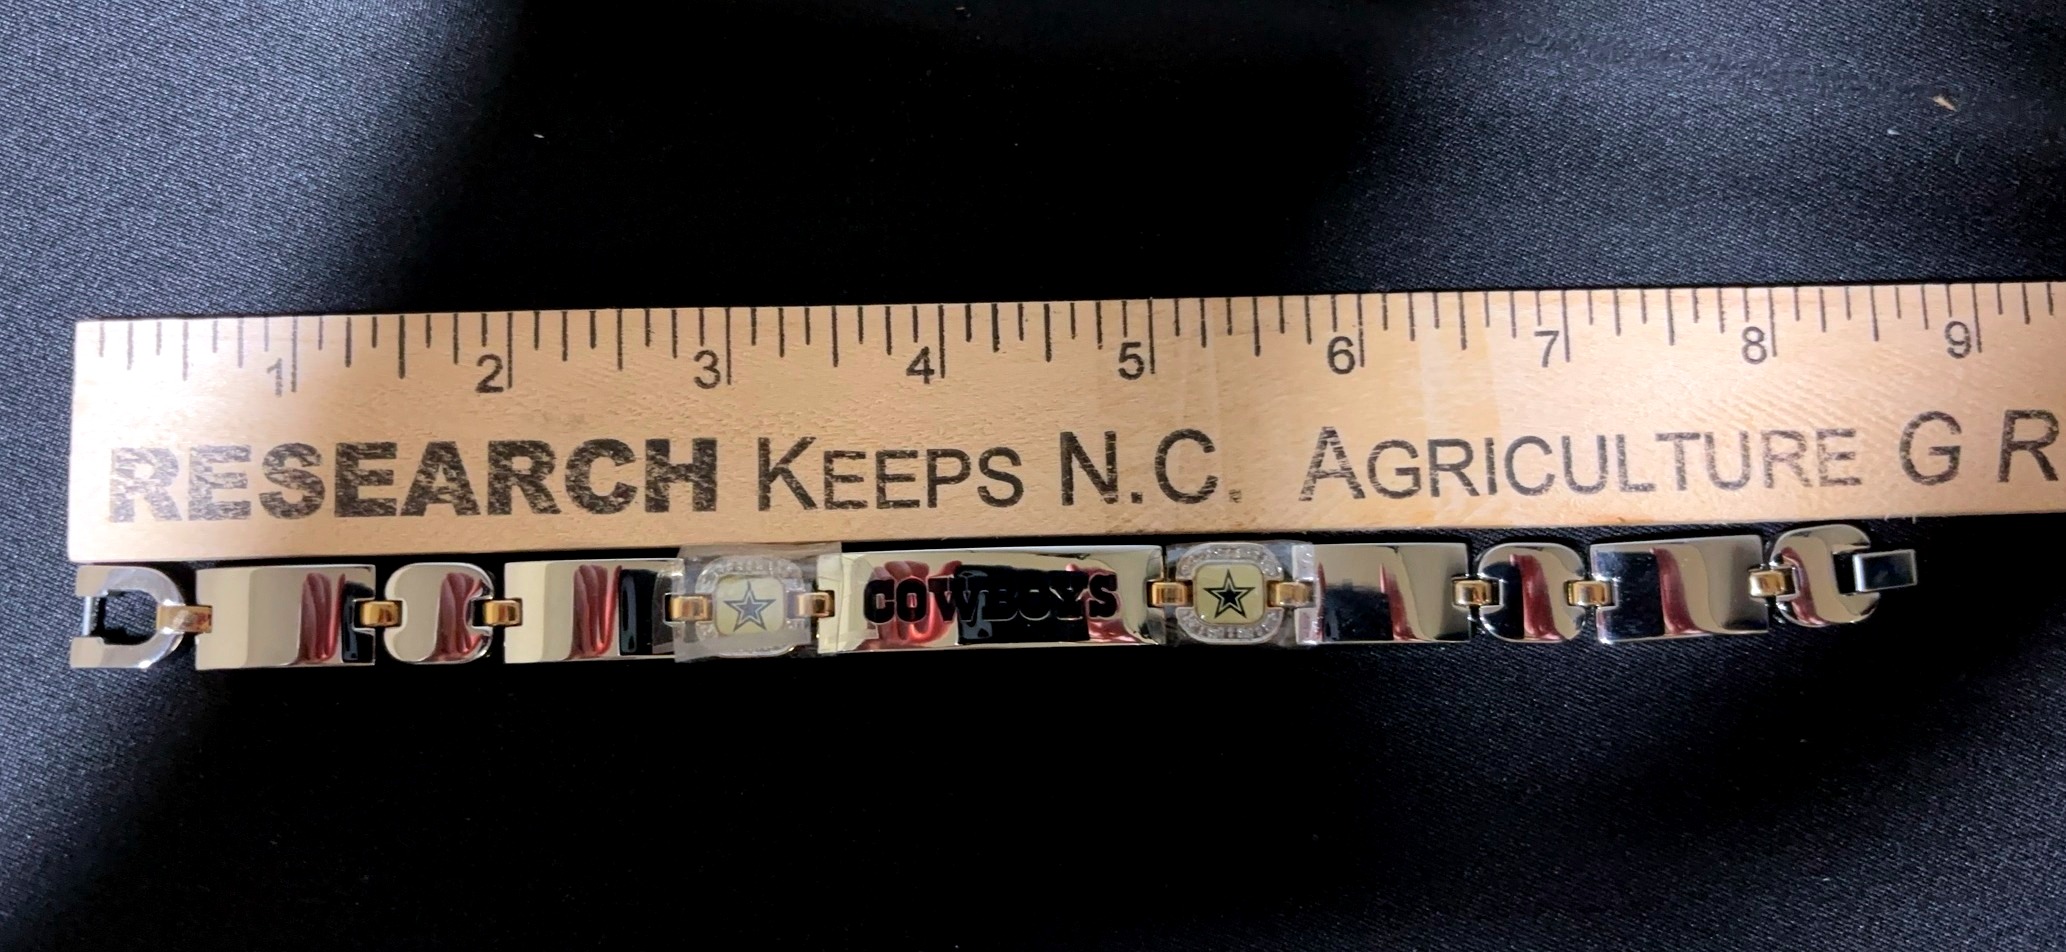 1 2 3 4 5 6 7 8 9
RESEARCH KEEPS N.C. AGRICULTURE G R
COWBOYS